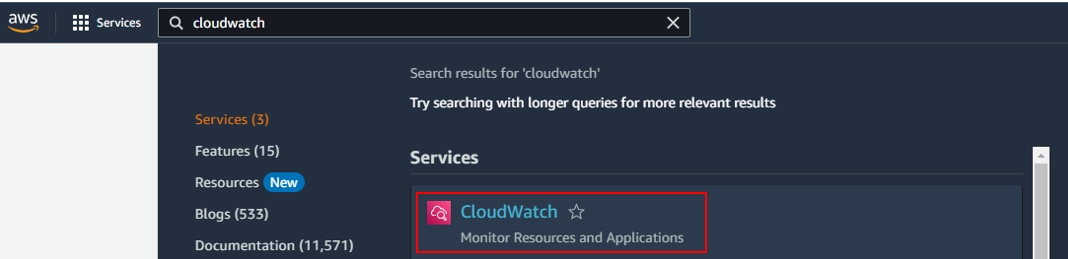 aws
Services
cloudwatch
Search results for 'cloudwatch'
Try searching with longer queries for more relevant results
Services (3)
Features (15)
Resources New
Blogs (533)
Documentation (11,571)
Services
CloudWatch
Monitor Resources and Applications